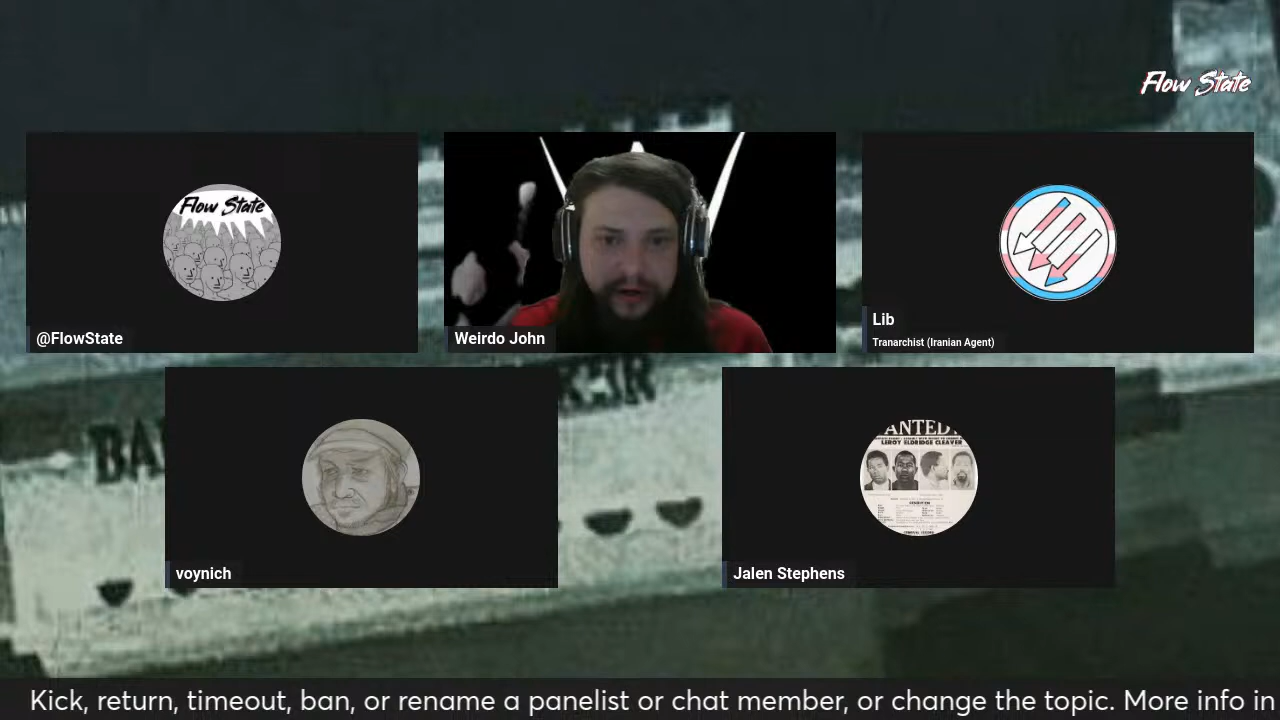 Flow State
Flow State
@FlowState
Weirdo John
Lib
Tranarchist (Iranian Agent)
voynich
WANTED
LEROY ELDRIDGE CLEAVER
Jalen Stephens
Kick, return, timeout, ban, or rename a panelist or chat member, or change the topic. More info in